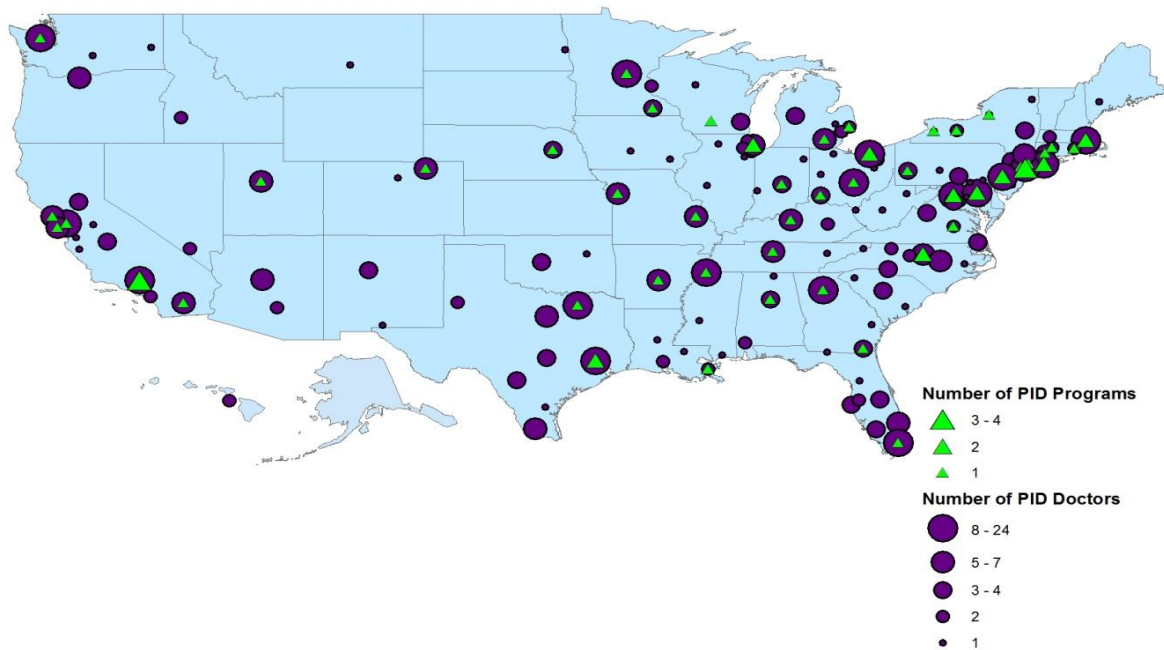 Number of PID Programs
3 - 4
2
1
Number of PID Doctors
8 - 24
5 - 7
3 - 4
2
1